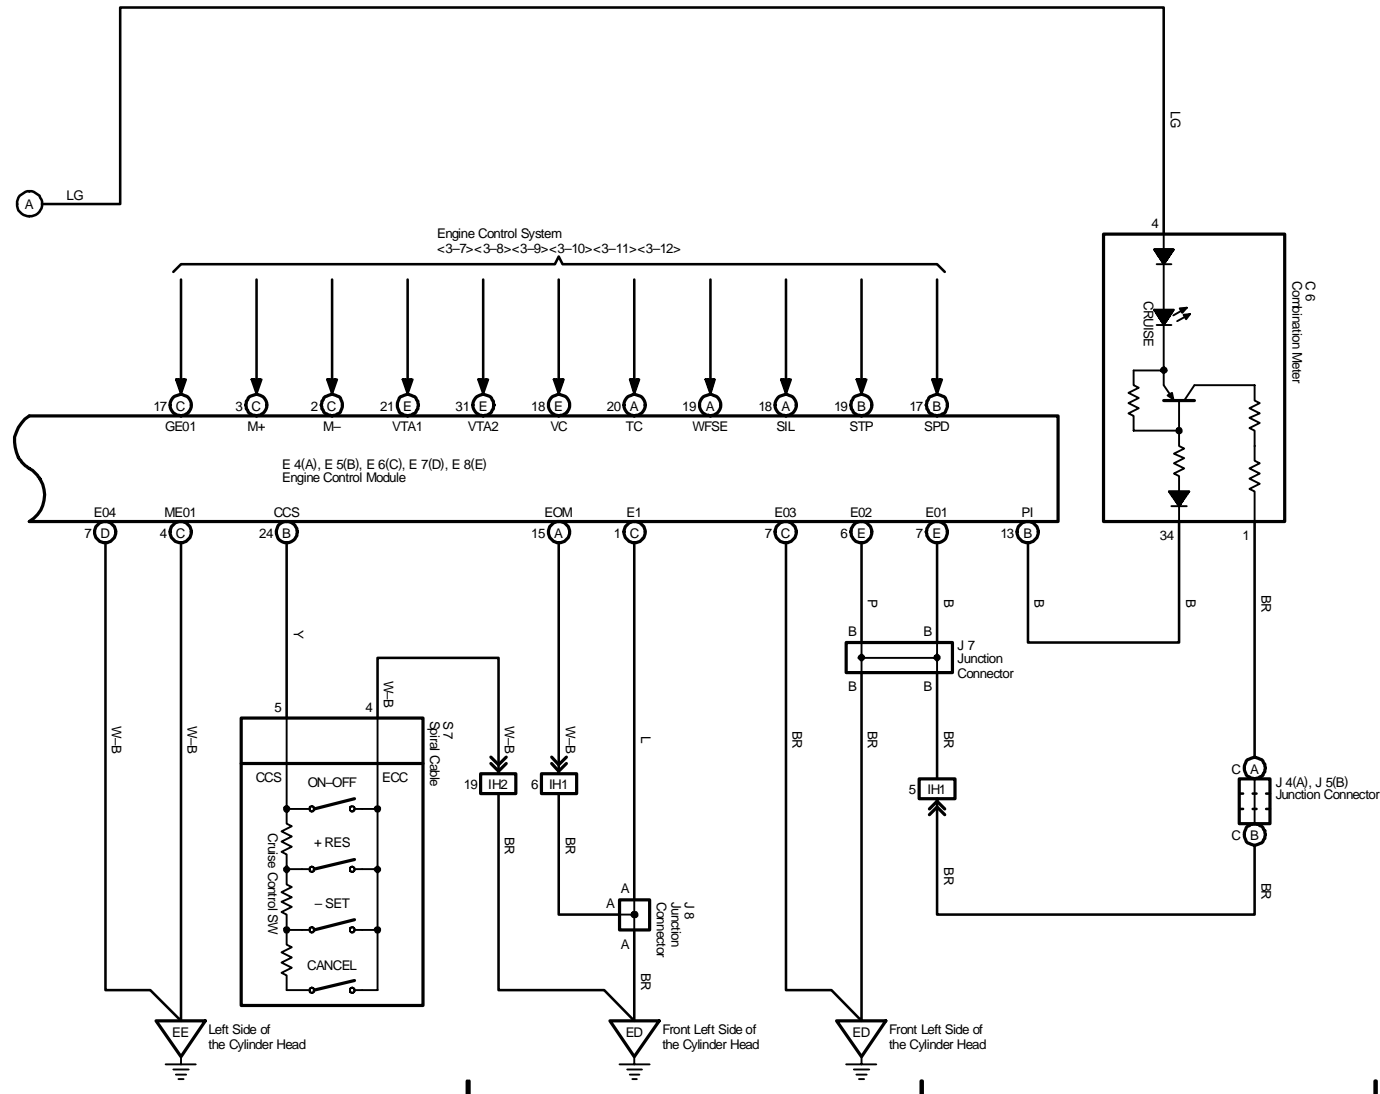 LG
A
LG
4
Engine Control System
<3–7><3–8><3–9><3–10><3–11><3–12>
C 6
Combination Meter
CRUISE
17 C
3 C
2 C
21 E
31 E
18 E
20 A
19 A
18 A
19 B
17 B
GE01
M+
M–
VTA1
VTA2
VC
TC
WFSE
SIL
STP
SPD
E 4(A), E 5(B), E 6(C), E 7(D), E 8(E)
Engine Control Module
E04
ME01
CCS
EOM
E1
E03
E02
E01
PI
7 D
4 C
24 B
15 A
1 C
7 C
6 E
7 E
13 B
34
1
Y
P
B
B
B
BR
B
B
J 7
Junction
Connector
B
B
5
4
W–B
S 7
Spiral Cable
W–B
W–B
W–B
W–B
L
BR
BR
BR
CCS
ECC
ON–OFF
+ RES
– SET
CANCEL
Cruise Control SW
19 IH2
6 IH1
5 IH1
C A
J 4(A), J 5(B)
Junction Connector
C B
BR
BR
BR
BR
A
A
A
J 8
Junction
Connector
BR
EE
Left Side of
the Cylinder Head
ED
Front Left Side of
the Cylinder Head
ED
Front Left Side of
the Cylinder Head